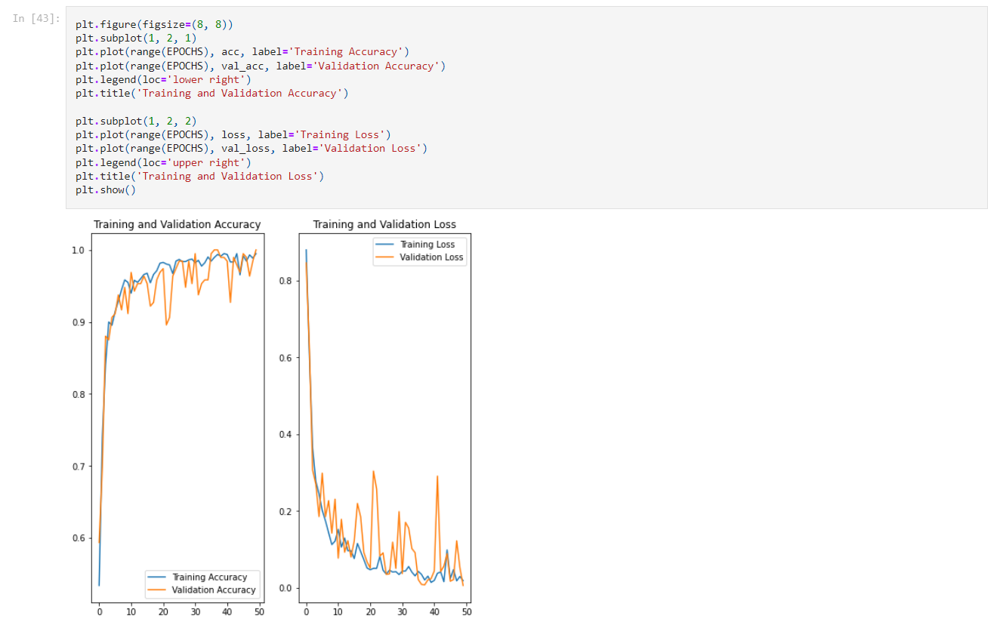 In [43]:
plt.figure(figsize=(8, 8))
plt.subplot(1, 2, 1)
plt.plot(range(EPOCHS), acc, label='Training Accuracy')
plt.plot(range(EPOCHS), val_acc, label='Validation Accuracy')
plt.legend(loc='lower right')
plt.title('Training and Validation Accuracy')

plt.subplot(1, 2, 2)
plt.plot(range(EPOCHS), loss, label='Training Loss')
plt.plot(range(EPOCHS), val_loss, label='Validation Loss')
plt.legend(loc='upper right')
plt.title('Training and Validation Loss')
plt.show()
Training and Validation Accuracy
1.0
0.9
0.8
0.7
0.6
Training Accuracy
Validation Accuracy
0 10 20 30 40 50
Training and Validation Loss
Training Loss
Validation Loss
0.8
0.6
0.4
0.2
0.0
0 10 20 30 40 50